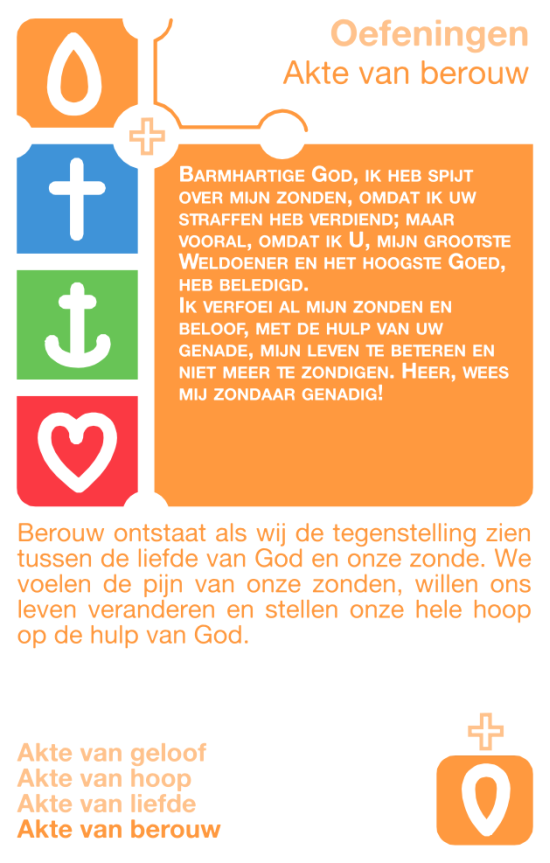 Oefeningen
Akte van berouw
Barmhartige God, ik heb spijt
over mijn zonden, omdat ik uw
straffen heb verdiend; maar
vooral, omdat ik U, mijn grootste
Weldoener en het hoogste Goed,
heb beledigd.
Ik verfoei al mijn zonden en
beloof, met de hulp van uw
genade, mijn leven te beteren en
niet meer te zondigen. Heer, wees
mij zondaar genadig!
Berouw ontstaat als wij de tegenstelling zien
tussen de liefde van God en onze zonde. We
voelen de pijn van onze zonden, willen ons
leven veranderen en stellen onze hele hoop
op de hulp van God.
Akte van geloof
Akte van hoop
Akte van liefde
Akte van berouw